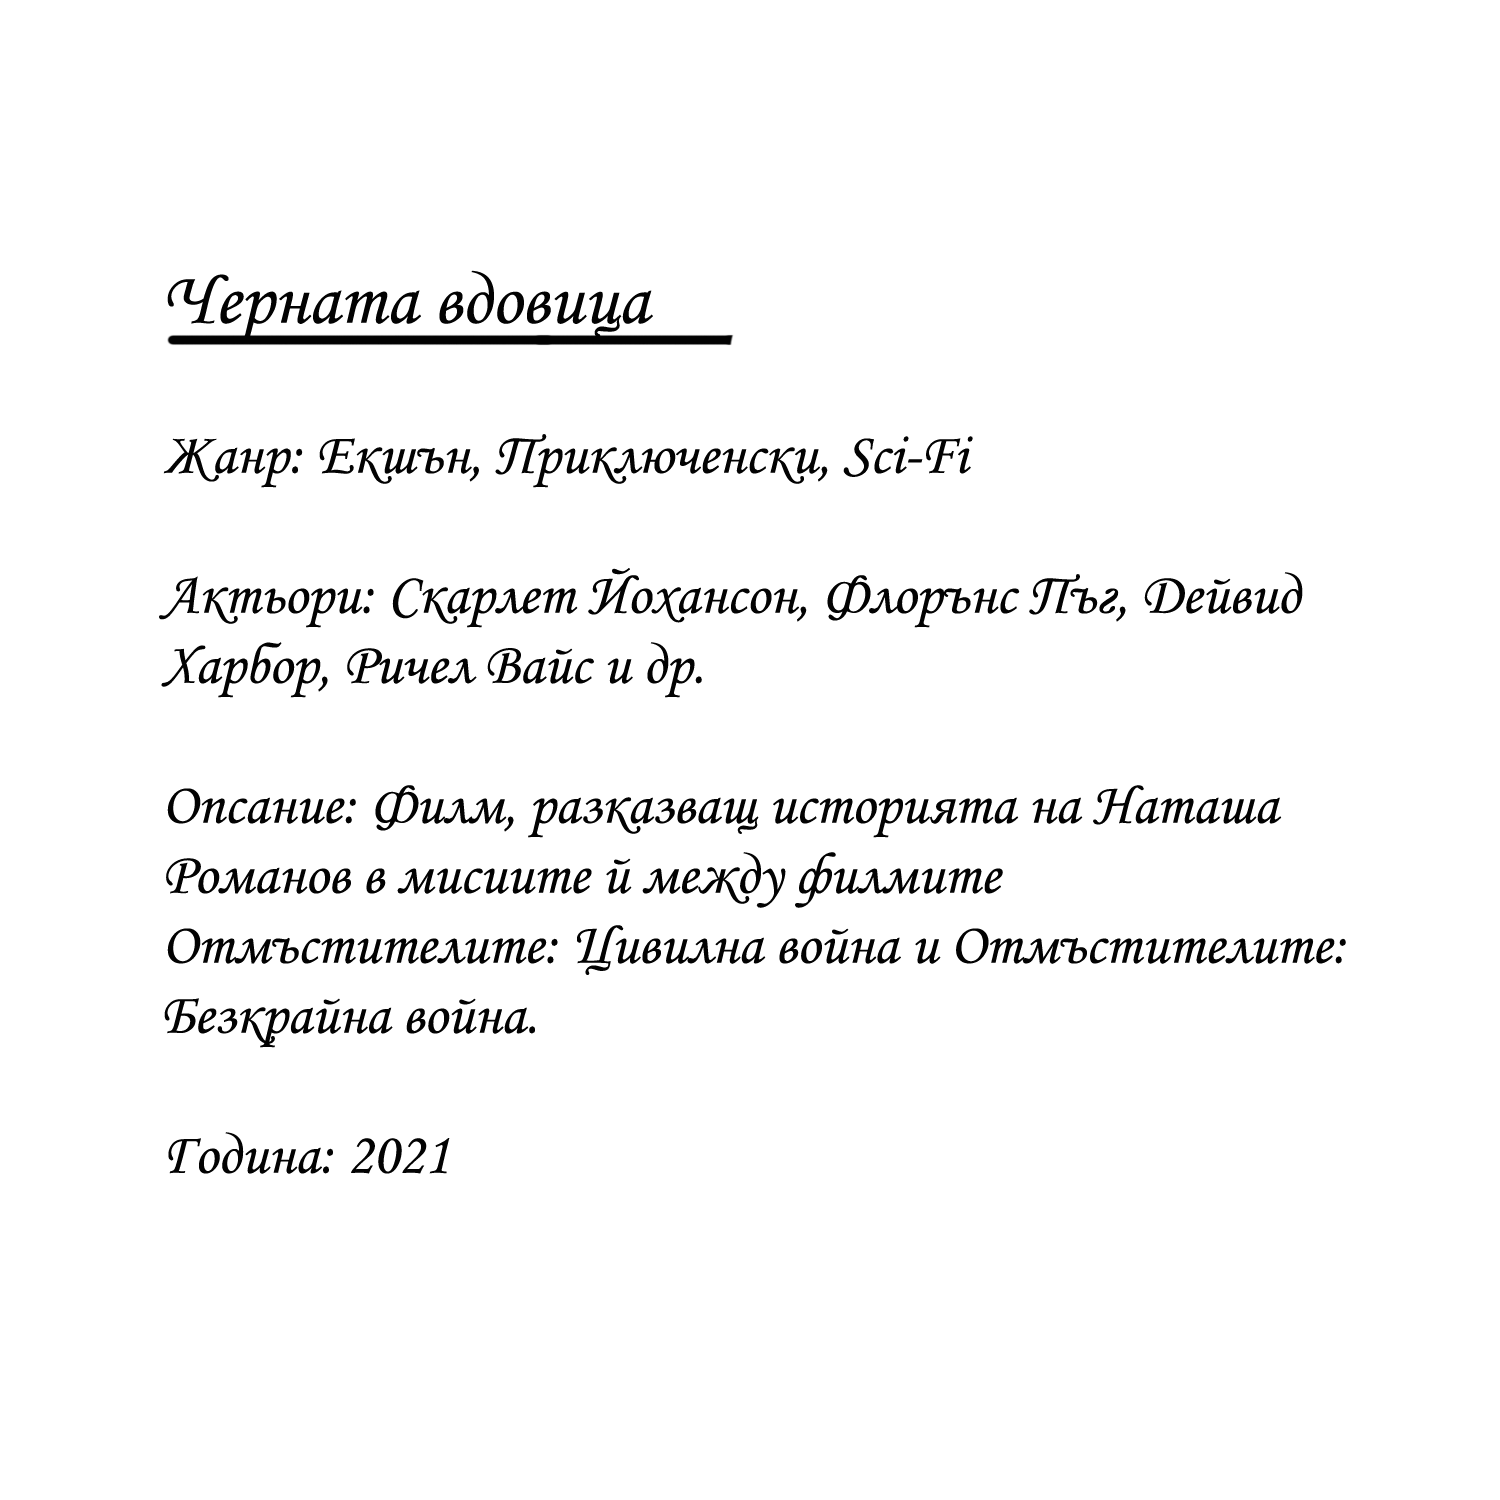 Черната вдовица
Жанр: Екшън, Приключенски, Sci-Fi
Актьори: Скарлет Йохансон, Флорънс Пъг, Дейвид
Харбор, Ричел Вайс и др.
Опсание: Филм, разказващ историята на Наташа
Романов в мисиите й между филмите
Отмъстителите: Цивилна война и Отмъстителите:
Безкрайна война.
Година: 2021